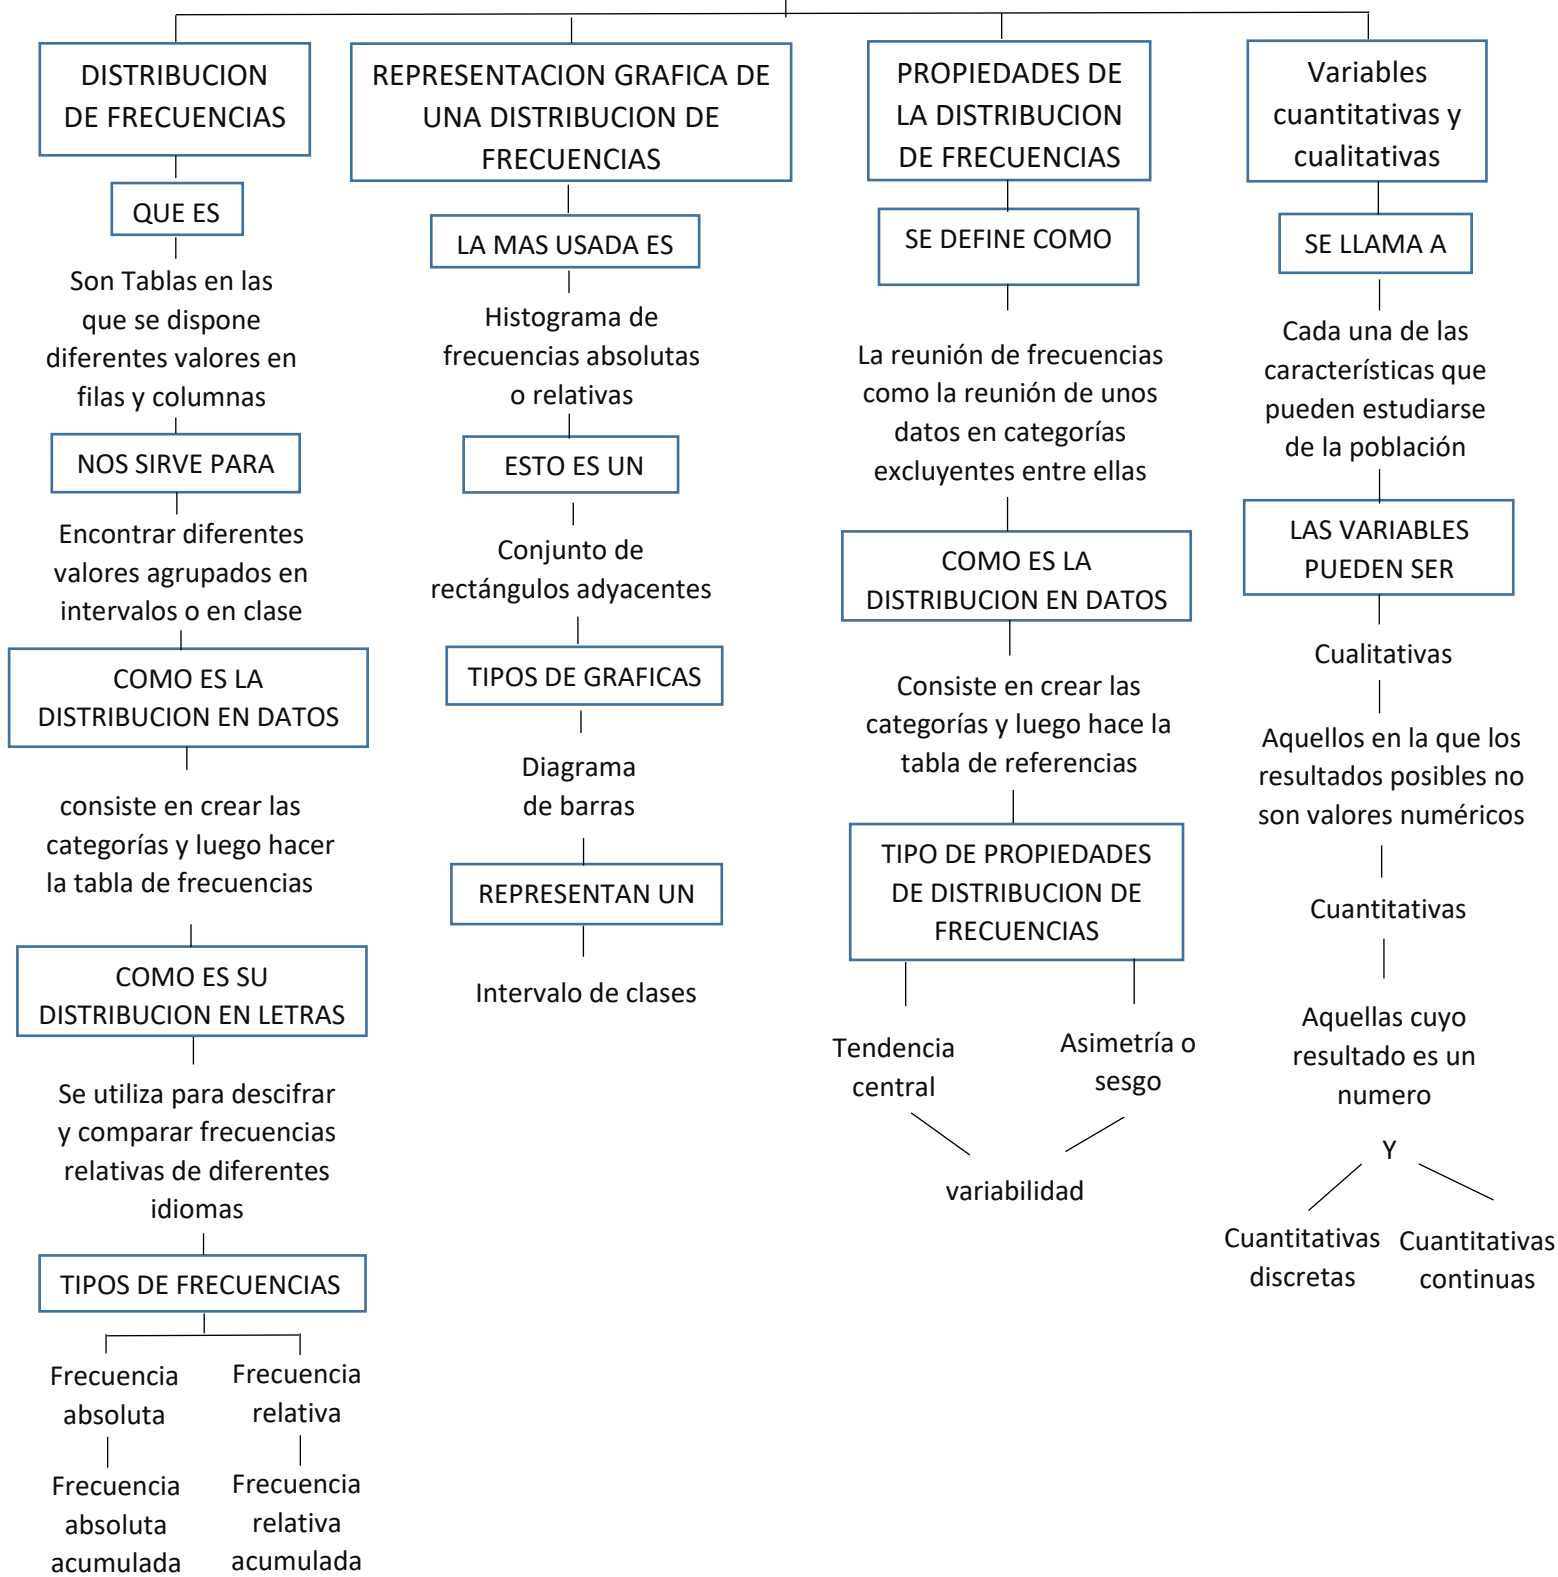 DISTRIBUCION
DE FRECUENCIAS
QUE ES
Son Tablas en las
que se dispone
diferentes valores en
filas y columnas
NOS SIRVE PARA
Encontrar diferentes
valores agrupados en
intervalos o en clase
COMO ES LA
DISTRIBUCION EN DATOS
consiste en crear las
categorías y luego hacer
la tabla de frecuencias
COMO ES SU
DISTRIBUCION EN LETRAS
Se utiliza para descifrar
y comparar frecuencias
relativas de diferentes
idiomas
TIPOS DE FRECUENCIAS
Frecuencia
absoluta
Frecuencia
absoluta
acumulada
Frecuencia
relativa
Frecuencia
relativa
acumulada
REPRESENTACION GRAFICA DE
UNA DISTRIBUCION DE
FRECUENCIAS
LA MAS USADA ES
Histograma de
frecuencias absolutas
o relativas
ESTO ES UN
Conjunto de
rectángulos adyacentes
TIPOS DE GRAFICAS
Diagrama
de barras
REPRESENTAN UN
Intervalo de clases
PROPIEDADES DE
LA DISTRIBUCION
DE FRECUENCIAS
SE DEFINE COMO
La reunión de frecuencias
como la reunión de unos
datos en categorías
excluyentes entre ellas
COMO ES LA
DISTRIBUCION EN DATOS
Consiste en crear las
categorías y luego hace la
tabla de referencias
TIPO DE PROPIEDADES
DE DISTRIBUCION DE
FRECUENCIAS
Tendencia
central
Asimetría o
sesgo
variabilidad
Variables
cuantitativas y
cualitativas
SE LLAMA A
Cada una de las
características que
pueden estudiarse
de la población
LAS VARIABLES
PUEDEN SER
Cualitativas
Aquellos en la que los
resultados posibles no
son valores numéricos
Cuantitativas
Aquellas cuyo
resultado es un
numero
Y
Cuantitativas
discretas
Cuantitativas
continuas